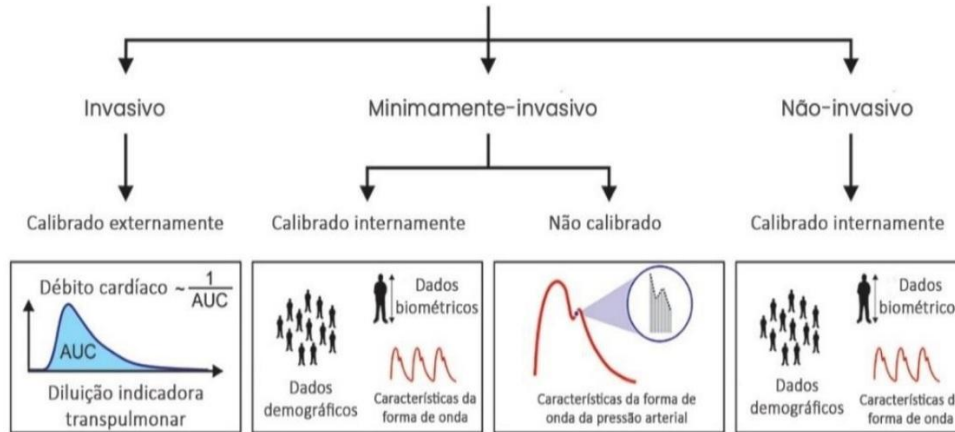 Invasivo
Minimamente-invasivo
Não-invasivo
Calibrado externamente
Calibrado internamente
Não calibrado
Calibrado internamente
Débito cardíaco ~ 1/AUC
AUC
Diluição indicadora
transpulmonar
Dados
biométricos
Dados
demográficos
Características da
forma de onda
Características da forma de
onda da pressão arterial
Dados
biométricos
Dados
demográficos
Características da
forma de onda